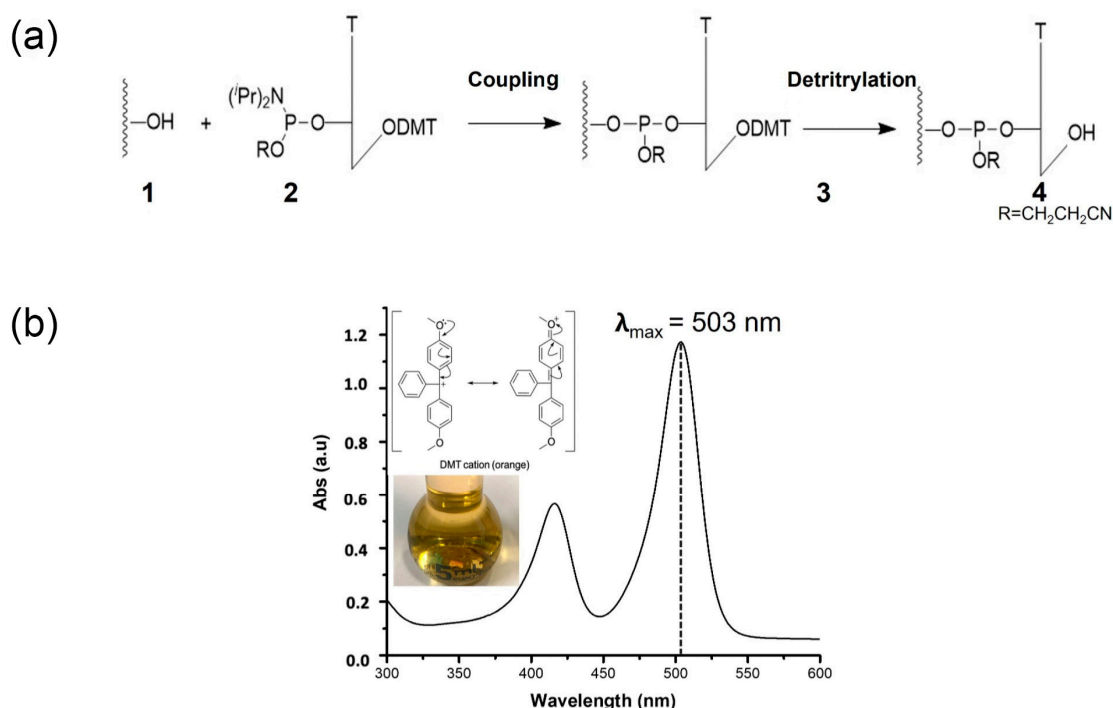 (a)
T
T
T
Coupling
Detritrylation
(ⁱPr)₂N
OH + P O ODMT
RO
O P O ODMT
OR
O P O OH
OR
1 2 3 4
R=CH₂CH₂CN
(b)
λmax = 503 nm
DMT cation (orange)
Abs (a.u)
1.2
1.0
0.8
0.6
0.4
0.2
0.0
300 350 400 450 500 550 600
Wavelength (nm)